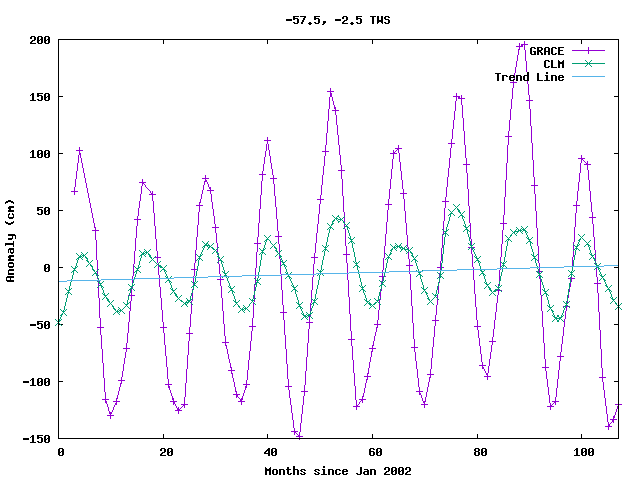 -57.5, -2.5 TWS
GRACE
CLM
Trend Line
200
150
100
50
0
-50
-100
-150
Anomaly (cm)
0 20 40 60 80 100
Months since Jan 2002